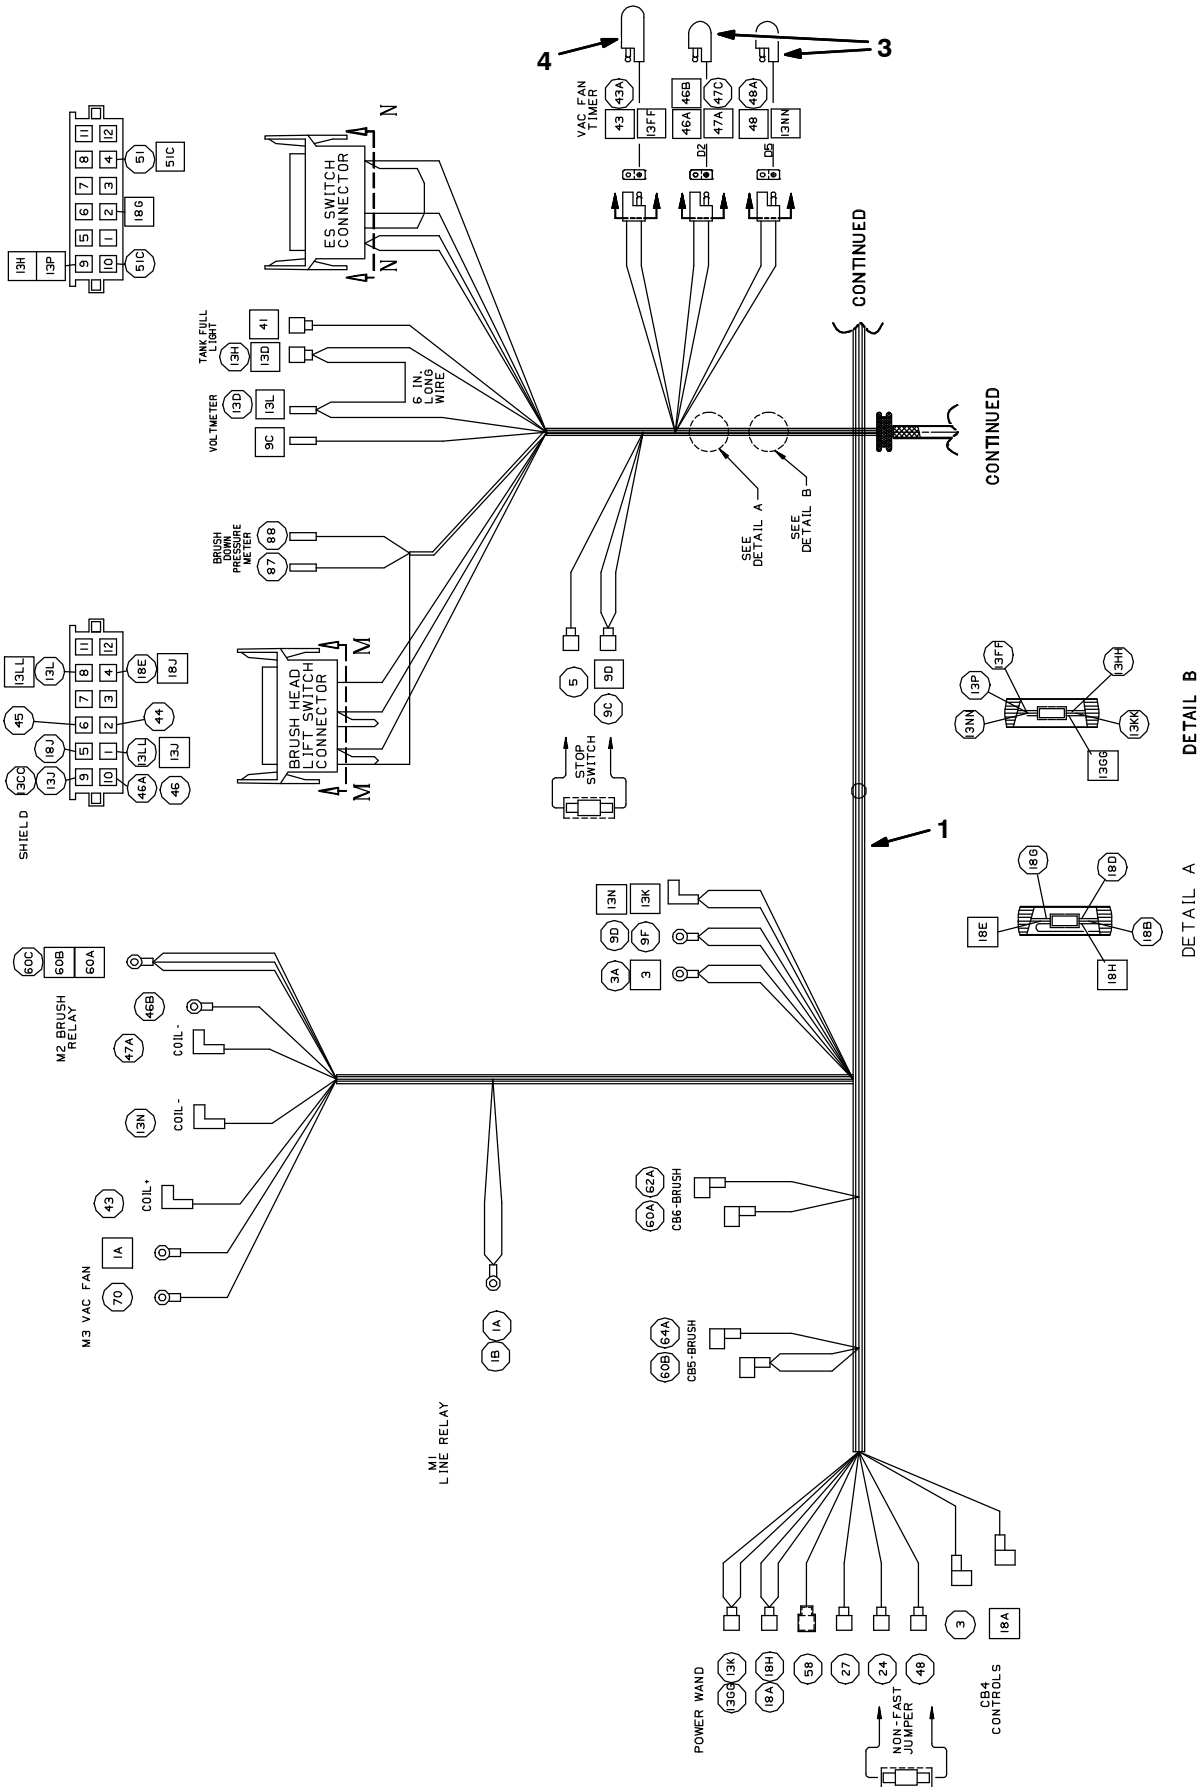 4
3
VAC FAN
TIMER
43
43A
13FF
46A
46B
47A
47C
D2
48
48A
13NN
D5
11
8
7
6
5
9
12
4
3
2
1
10
51
51C
18G
13H
13P
51C
ES SWITCH
CONNECTOR
N
N
TANK FULL
LIGHT
41
13H
13D
6 IN.
LONG
WIRE
VOLTMETER
13D
13L
9C
BRUSH
DOWN
PRESSURE
METER
88
87
CONTINUED
CONTINUED
SEE
DETAIL A
SEE
DETAIL B
SHIELD
11
8
7
6
5
9
12
4
3
2
1
10
13LL
13L
18E
18J
45
44
18J
13LL
13J
13CC
13J
46A
46
BRUSH HEAD
LIFT SWITCH
CONNECTOR
M
M
5
9D
9C
STOP
SWITCH
1
13FF
13P
13NN
13HH
13KK
13GG
DETAIL B
18G
18E
18D
18B
18H
DETAIL A
60C
60B
60A
M2 BRUSH
RELAY
46B
47A
COIL-
13N
COIL-
43
COIL+
M3 VAC FAN
1A
70
13N
13K
9D
9F
3A
3
1B
1A
M1
LINE RELAY
60A
62A
CB6-BRUSH
60B
64A
CB5-BRUSH
POWER WAND
13GG
13K
18A
18H
58
27
24
48
NON-FAST
JUMPER
3
18A
CB4
CONTROLS